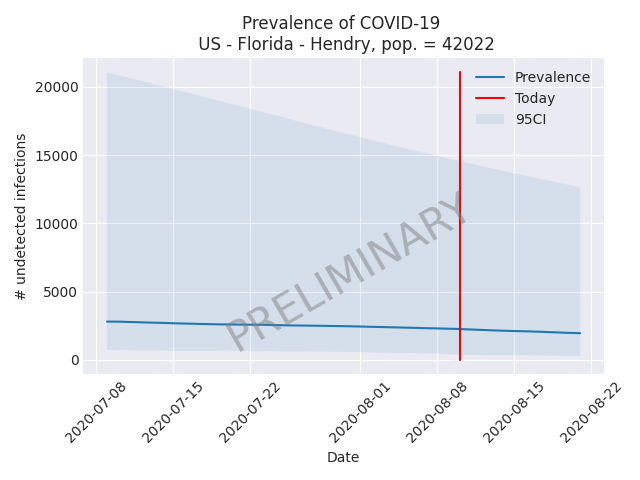 Prevalence of COVID-19
US - Florida - Hendry, pop. = 42022
Prevalence
Today
95CI
# undetected infections
20000
15000
10000
5000
0
PRELIMINARY
2020-07-08
2020-07-15
2020-07-22
2020-08-01
2020-08-08
2020-08-15
2020-08-22
Date